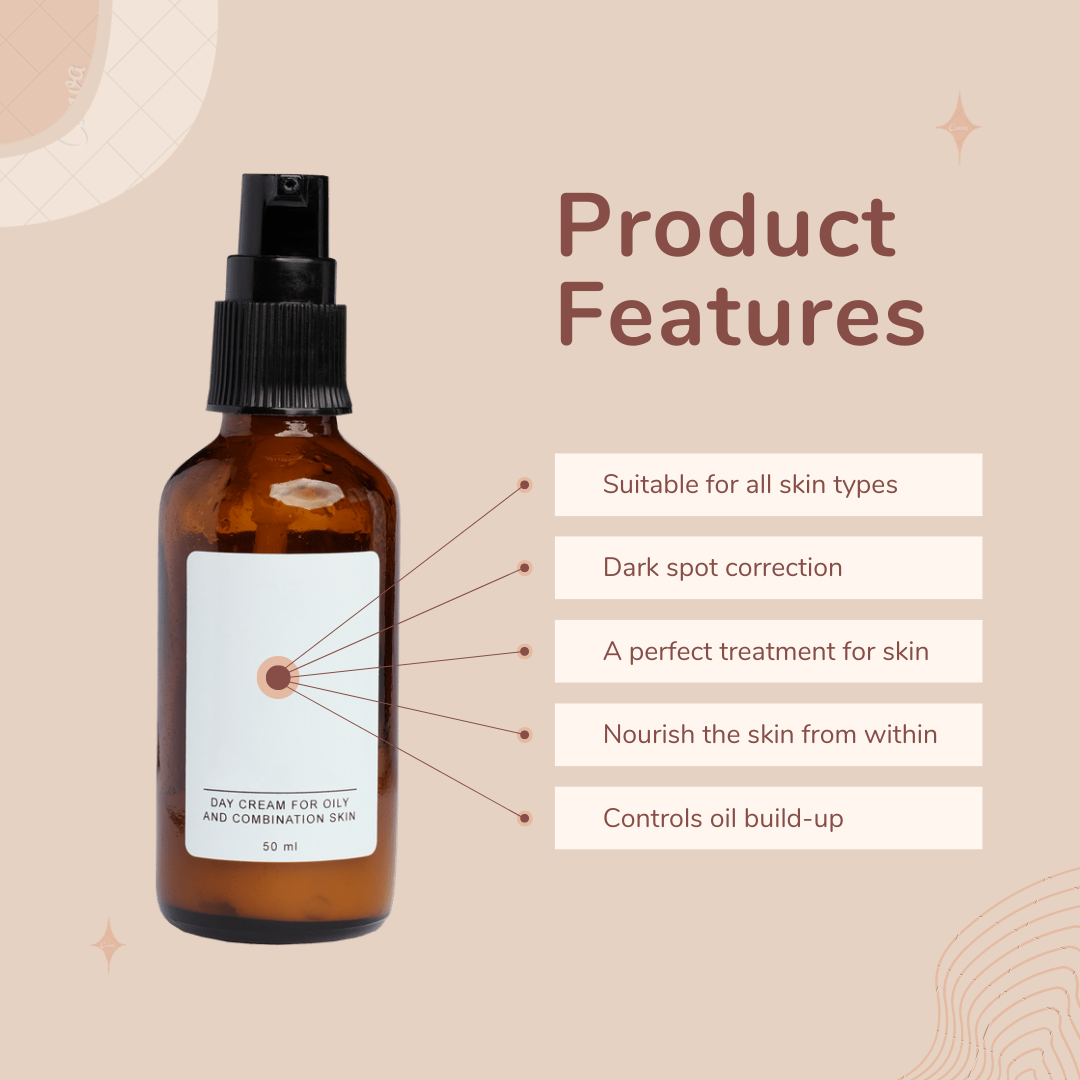 Product
Features
Suitable for all skin types
Dark spot correction
A perfect treatment for skin
Nourish the skin from within
Controls oil build-up
DAY CREAM FOR OILY
AND COMBINATION SKIN
50 ml